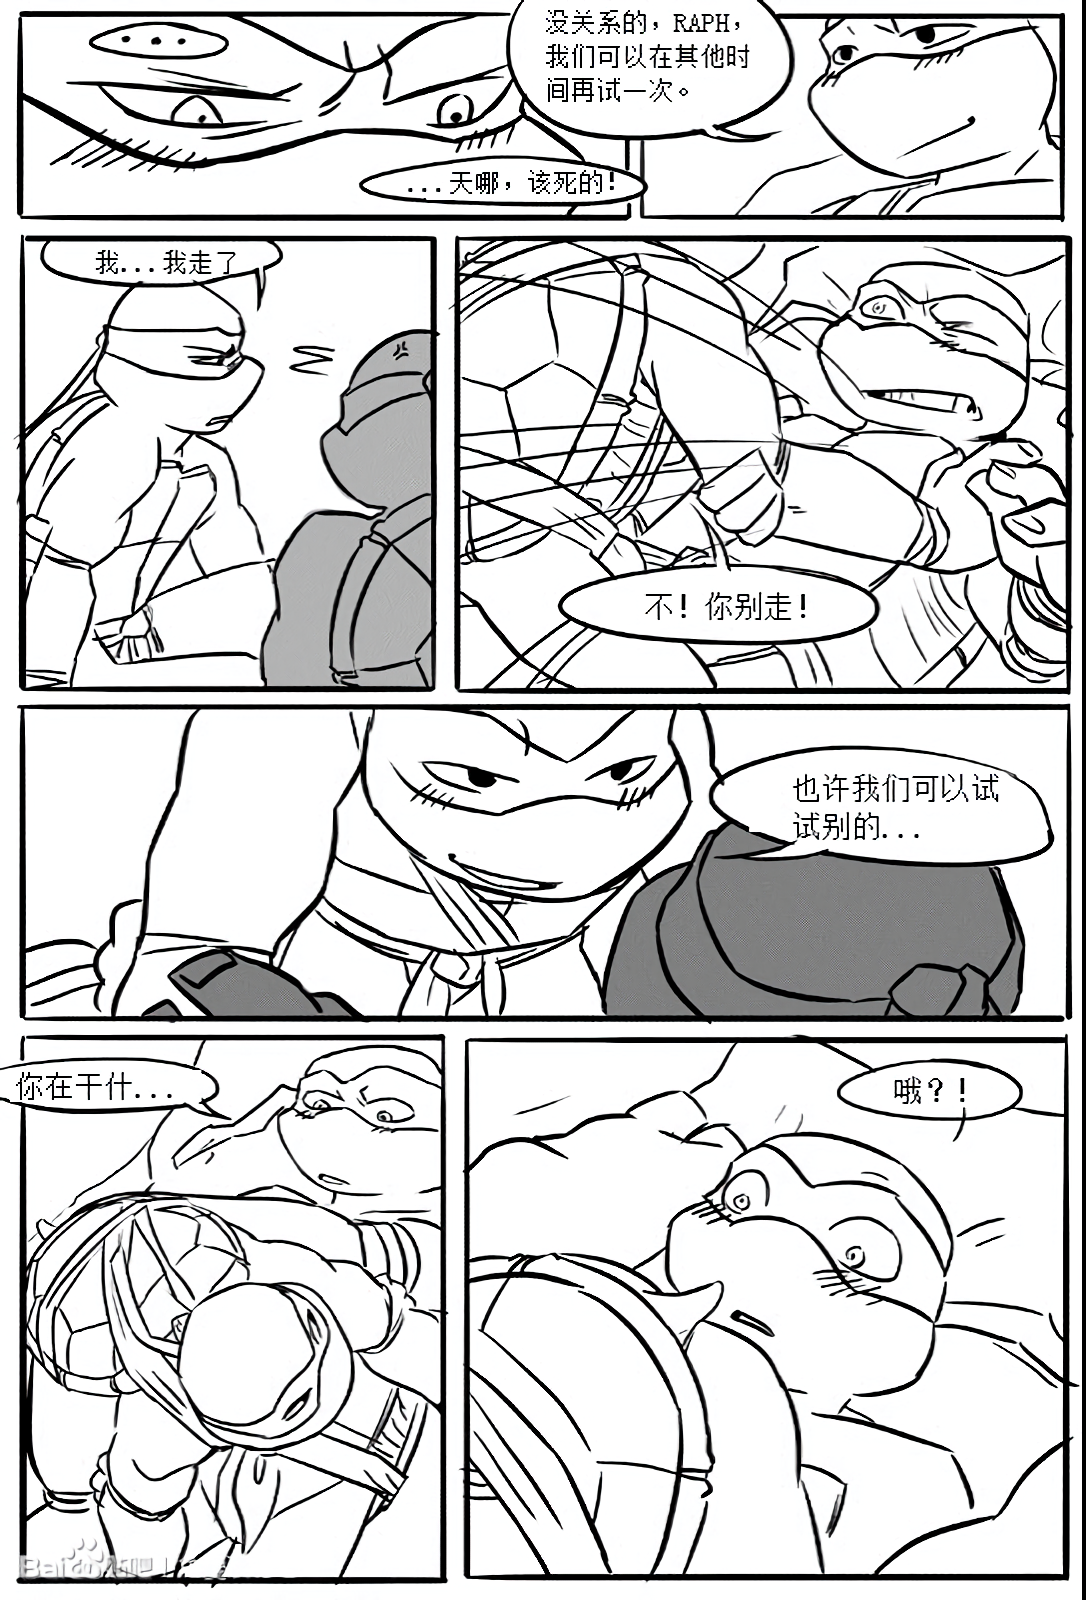 ...
没关系的，RAPH，
我们可以在其他时
间再试一次。
...天哪，该死的！
我...我走了
不！你别走！
也许我们可以试
试别的...
你在干什...
哦？！
Bai
吧